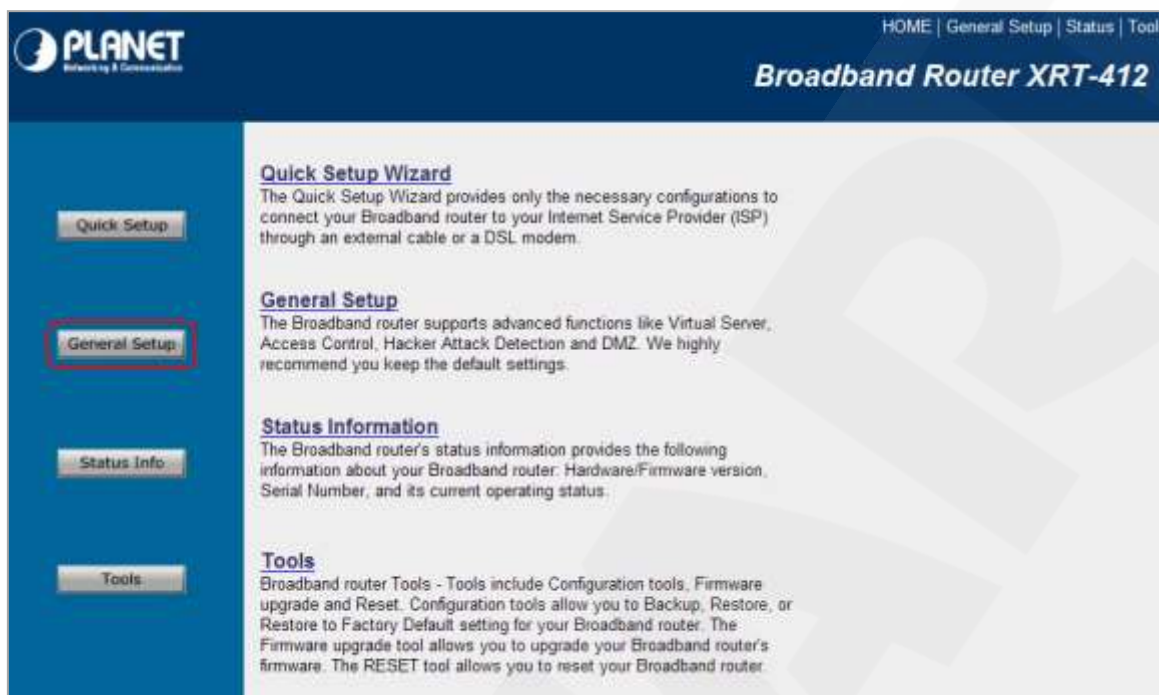 PLANET
Networking & Communication
HOME | General Setup | Status | Tool
Broadband Router XRT-412
Quick Setup
General Setup
Status Info
Tools
Quick Setup Wizard
The Quick Setup Wizard provides only the necessary configurations to
connect your Broadband router to your Internet Service Provider (ISP)
through an external cable or a DSL modem.
General Setup
The Broadband router supports advanced functions like Virtual Server,
Access Control, Hacker Attack Detection and DMZ. We highly
recommend you keep the default settings.
Status Information
The Broadband router's status information provides the following
information about your Broadband router: Hardware/Firmware version,
Serial Number, and its current operating status.
Tools
Broadband router Tools - Tools include Configuration tools, Firmware
upgrade and Reset. Configuration tools allow you to Backup, Restore, or
Restore to Factory Default setting for your Broadband router. The
Firmware upgrade tool allows you to upgrade your Broadband router's
firmware. The RESET tool allows you to reset your Broadband router.